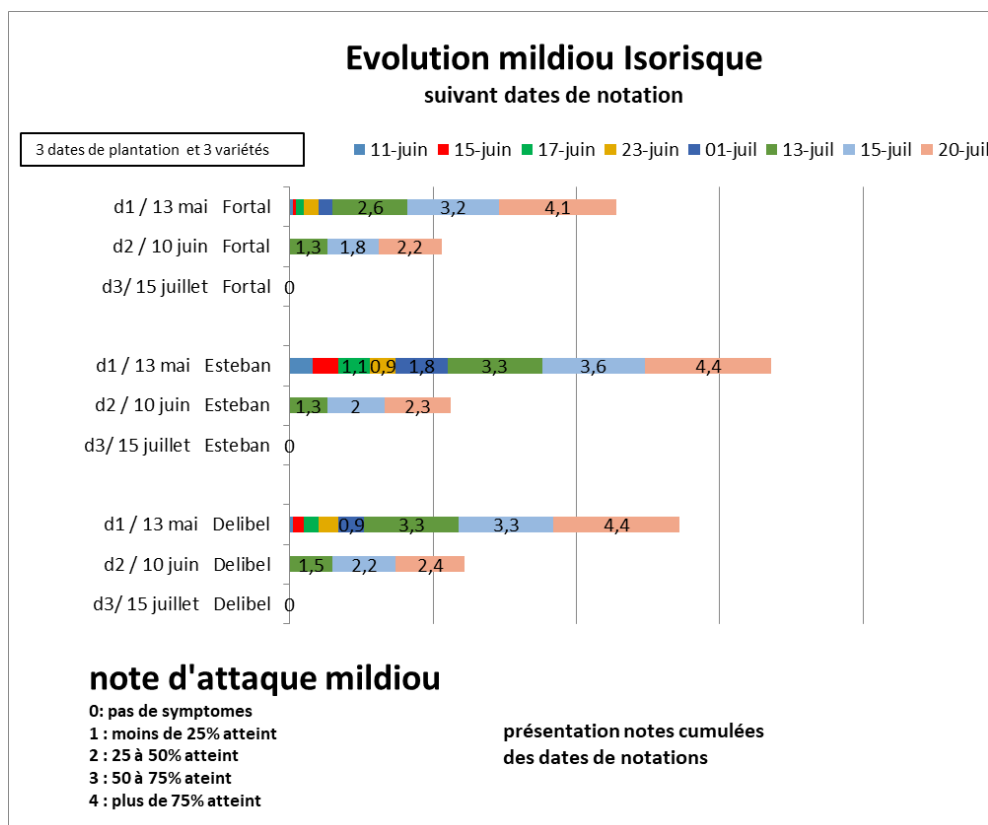 Evolution mildiou Isorisque
suivant dates de notation
3 dates de plantation et 3 variétés
11-juin 15-juin 17-juin 23-juin 01-juil 13-juil 15-juil 20-juil
d1 / 13 mai Fortal 2,6 3,2 4,1
d2 / 10 juin Fortal 1,3 1,8 2,2
d3/ 15 juillet Fortal 0
d1 / 13 mai Esteban 1,1 0,9 1,8 3,3 3,6 4,4
d2 / 10 juin Esteban 1,3 2 2,3
d3/ 15 juillet Esteban 0
d1 / 13 mai Delibel 0,9 3,3 3,3 4,4
d2 / 10 juin Delibel 1,5 2,2 2,4
d3/ 15 juillet Delibel 0
note d'attaque mildiou
0: pas de symptomes
1 : moins de 25% atteint
2 : 25 à 50% atteint
3 : 50 à 75% ateint
4 : plus de 75% atteint
présentation notes cumulées
des dates de notations